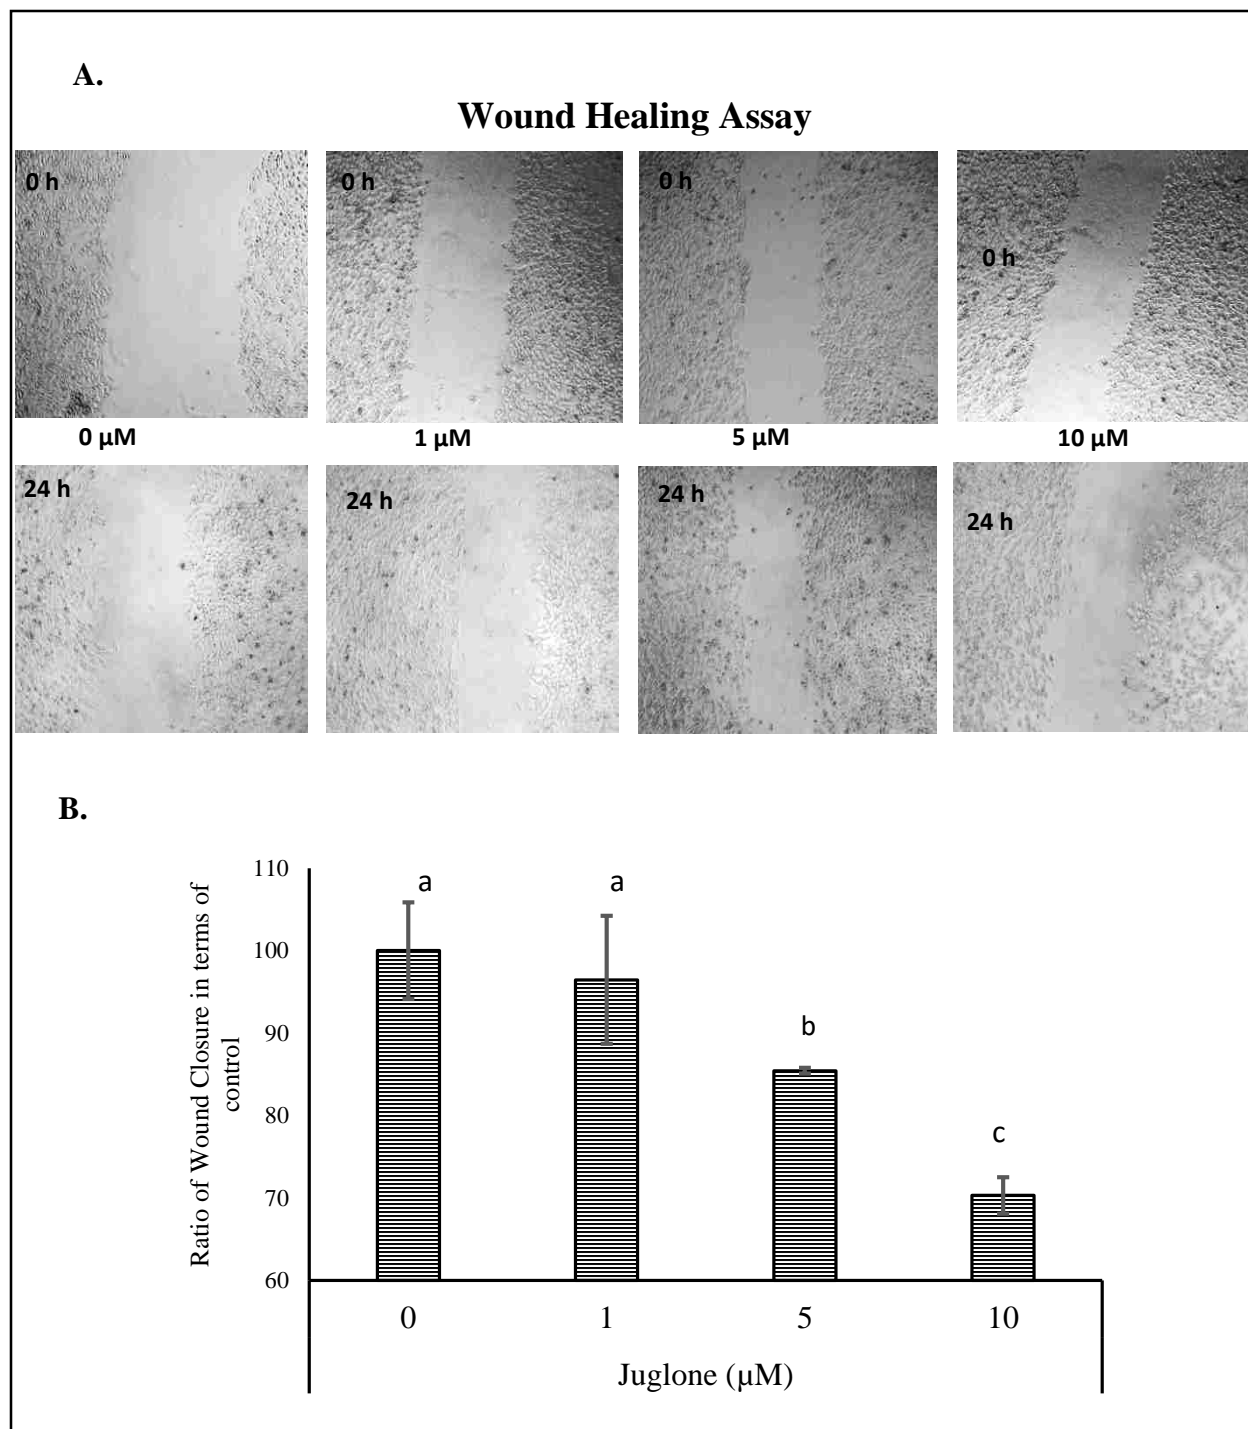 A.
Wound Healing Assay
0 h
0 h
0 h
0 h
0 µM
1 µM
5 µM
10 µM
24 h
24 h
24 h
24 h
B.
Ratio of Wound Closure in terms of
control
110
100
90
80
70
60
a
a
b
c
0
1
5
10
Juglone (µM)